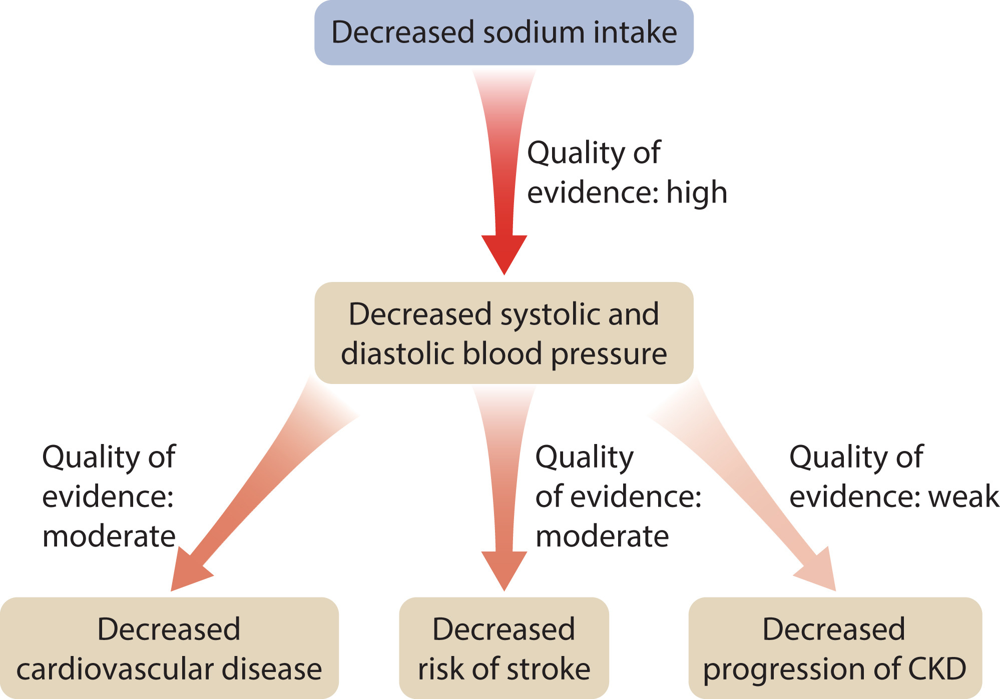 Decreased sodium intake
Quality of
evidence: high
Decreased systolic and
diastolic blood pressure
Quality of
evidence:
moderate
Quality
of evidence:
moderate
Quality of
evidence: weak
Decreased
cardiovascular disease
Decreased
risk of stroke
Decreased
progression of CKD